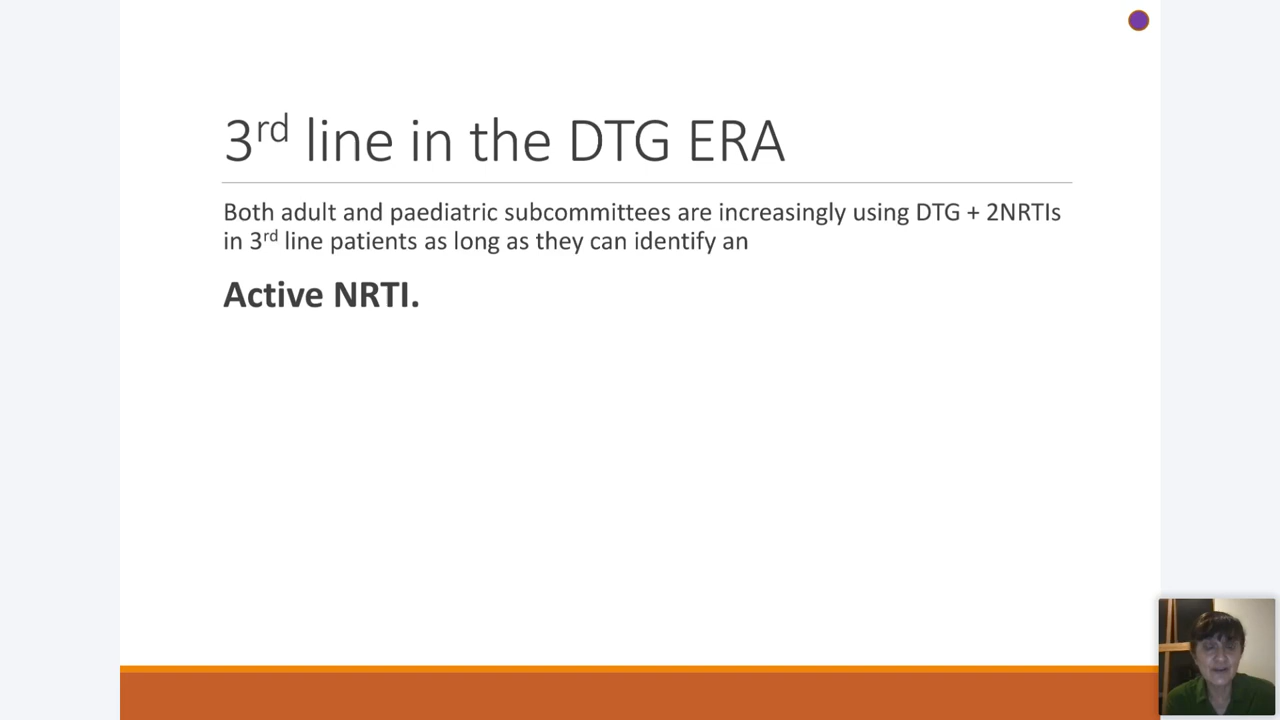 3rd line in the DTG ERA
Both adult and paediatric subcommittees are increasingly using DTG + 2NRTIs
in 3rd line patients as long as they can identify an
Active NRTI.